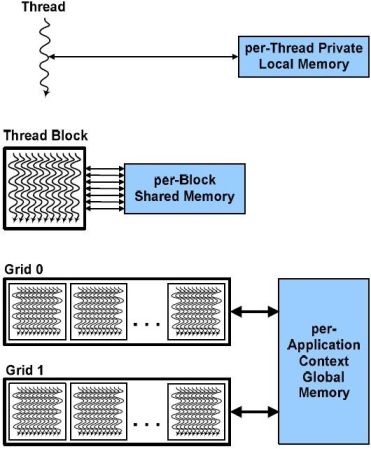 Thread
per-Thread Private
Local Memory
Thread Block
per-Block
Shared Memory
Grid 0
. . .
per-
Application
Context
Global
Memory
Grid 1
. . .